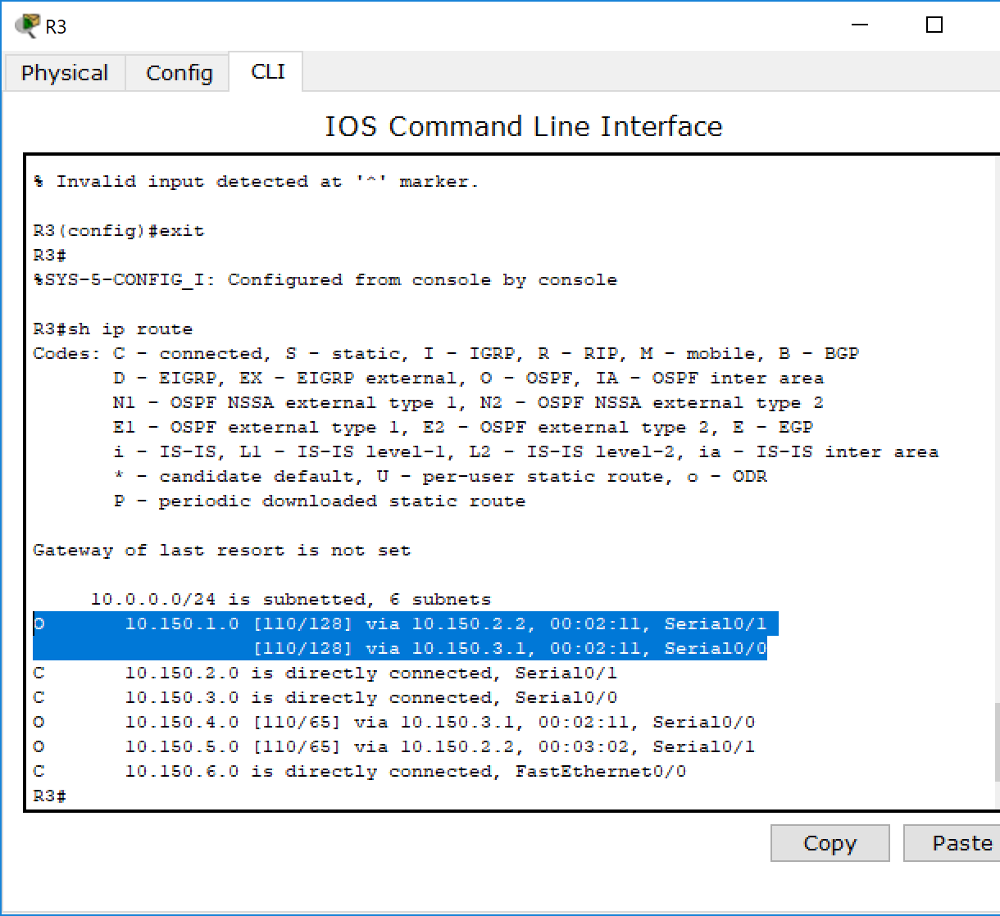 R3
Physical Config CLI
IOS Command Line Interface
% Invalid input detected at '^' marker.
R3(config)#exit
R3#
%SYS-5-CONFIG_I: Configured from console by console
R3#sh ip route
Codes: C - connected, S - static, I - IGRP, R - RIP, M - mobile, B - BGP
       D - EIGRP, EX - EIGRP external, O - OSPF, IA - OSPF inter area
       N1 - OSPF NSSA external type 1, N2 - OSPF NSSA external type 2
       E1 - OSPF external type 1, E2 - OSPF external type 2, E - EGP
       i - IS-IS, L1 - IS-IS level-1, L2 - IS-IS level-2, ia - IS-IS inter area
       * - candidate default, U - per-user static route, o - ODR
       P - periodic downloaded static route
Gateway of last resort is not set
     10.0.0.0/24 is subnetted, 6 subnets
O       10.150.1.0 [110/128] via 10.150.2.2, 00:02:11, Serial0/1
                   [110/128] via 10.150.3.1, 00:02:11, Serial0/0
C       10.150.2.0 is directly connected, Serial0/1
C       10.150.3.0 is directly connected, Serial0/0
O       10.150.4.0 [110/65] via 10.150.3.1, 00:02:11, Serial0/0
O       10.150.5.0 [110/65] via 10.150.2.2, 00:03:02, Serial0/1
C       10.150.6.0 is directly connected, FastEthernet0/0
R3#
Copy Paste